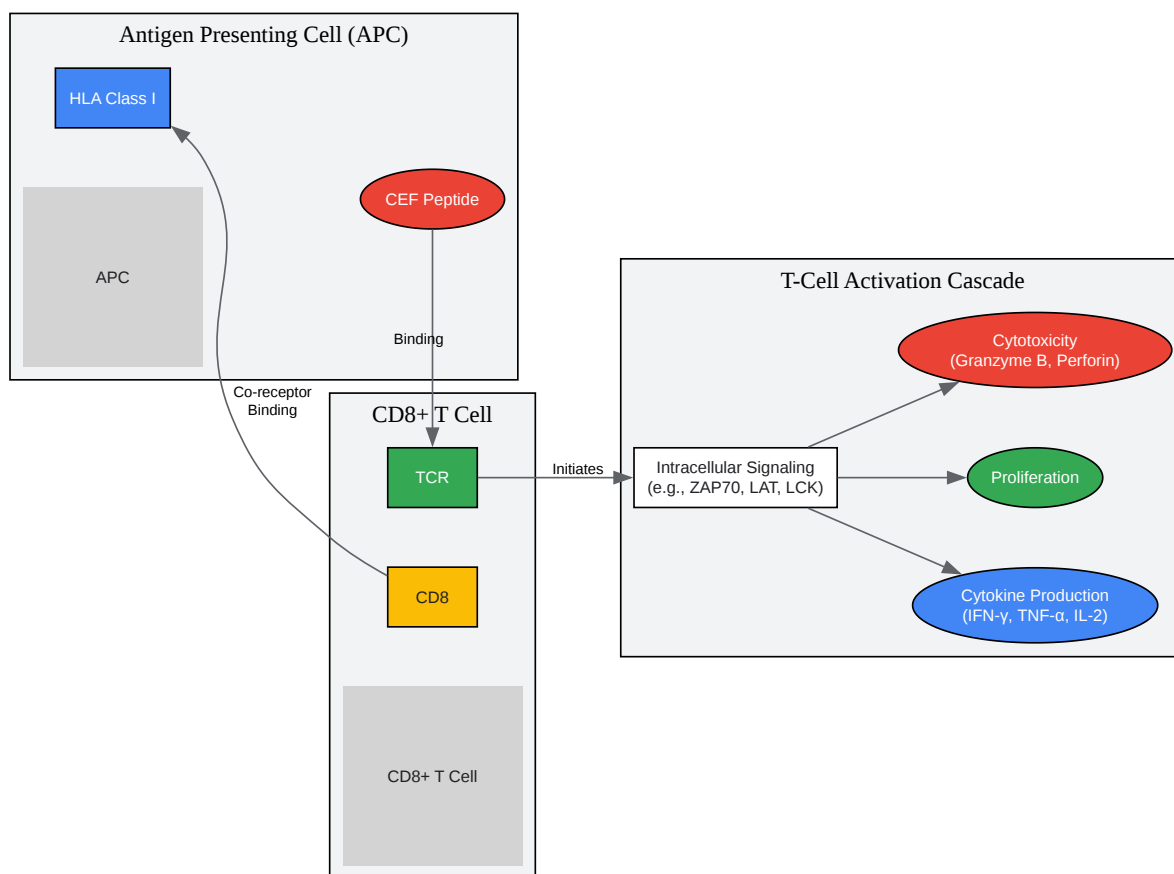 Antigen Presenting Cell (APC)
HLA Class I
CEF Peptide
APC
Binding
Co-receptor
Binding
CD8+ T Cell
TCR
Initiates
CD8
CD8+ T Cell
T-Cell Activation Cascade
Intracellular Signaling
(e.g., ZAP70, LAT, LCK)
Cytotoxicity
(Granzyme B, Perforin)
Proliferation
Cytokine Production
(IFN-γ, TNF-α, IL-2)